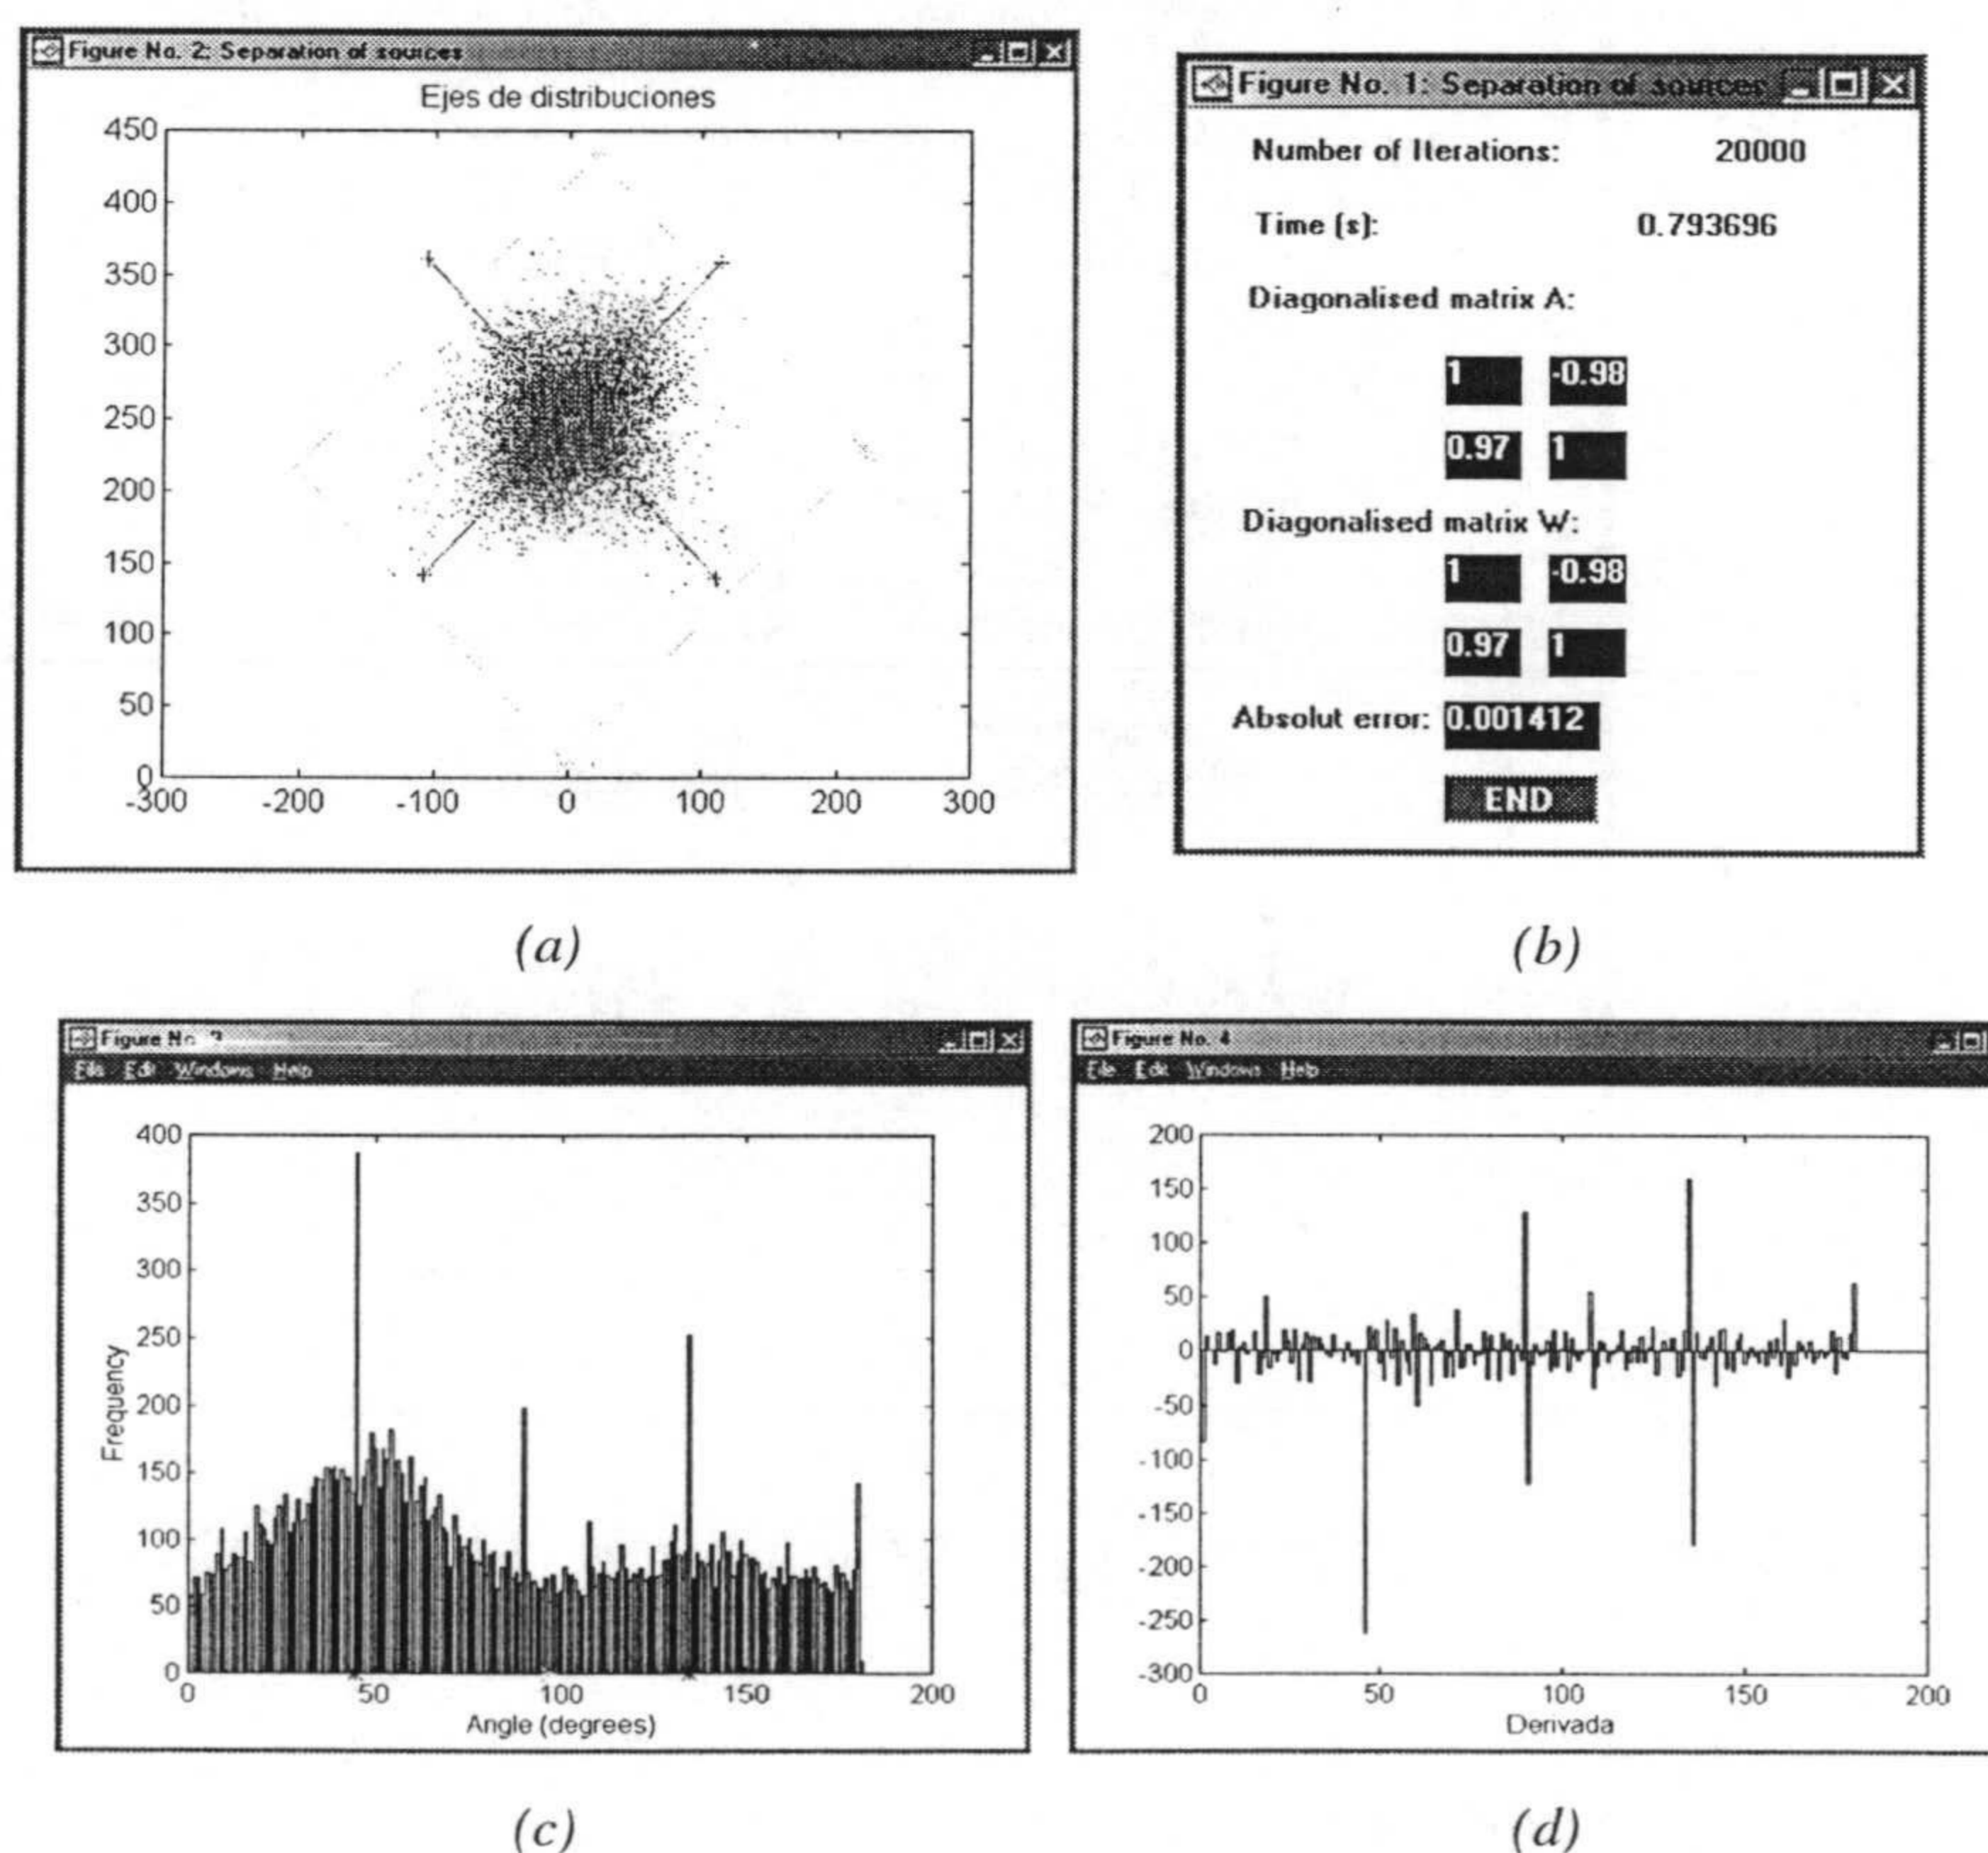 Figure No. 2: Separation of sources
Ejes de distribuciones
450
400
350
300
250
200
150
100
50
0
-300 -200 -100 0 100 200 300
(a)
Figure No. 1: Separation of sources
Number of Iterations: 20000
Time (s): 0.793696
Diagonalised matrix A:
1 -0.98
0.97 1
Diagonalised matrix W:
1 -0.98
0.97 1
Absolut error: 0.001412
END
(b)
Figure No.
File Edit Windows Help
400
350
300
250
200
150
100
50
0
Frequency
0 50 100 150 200
Angle (degrees)
(c)
Figure No. 4
File Edit Windows Help
200
150
100
50
0
-50
-100
-150
-200
-250
-300
0 50 100 150 200
Derivada
(d)